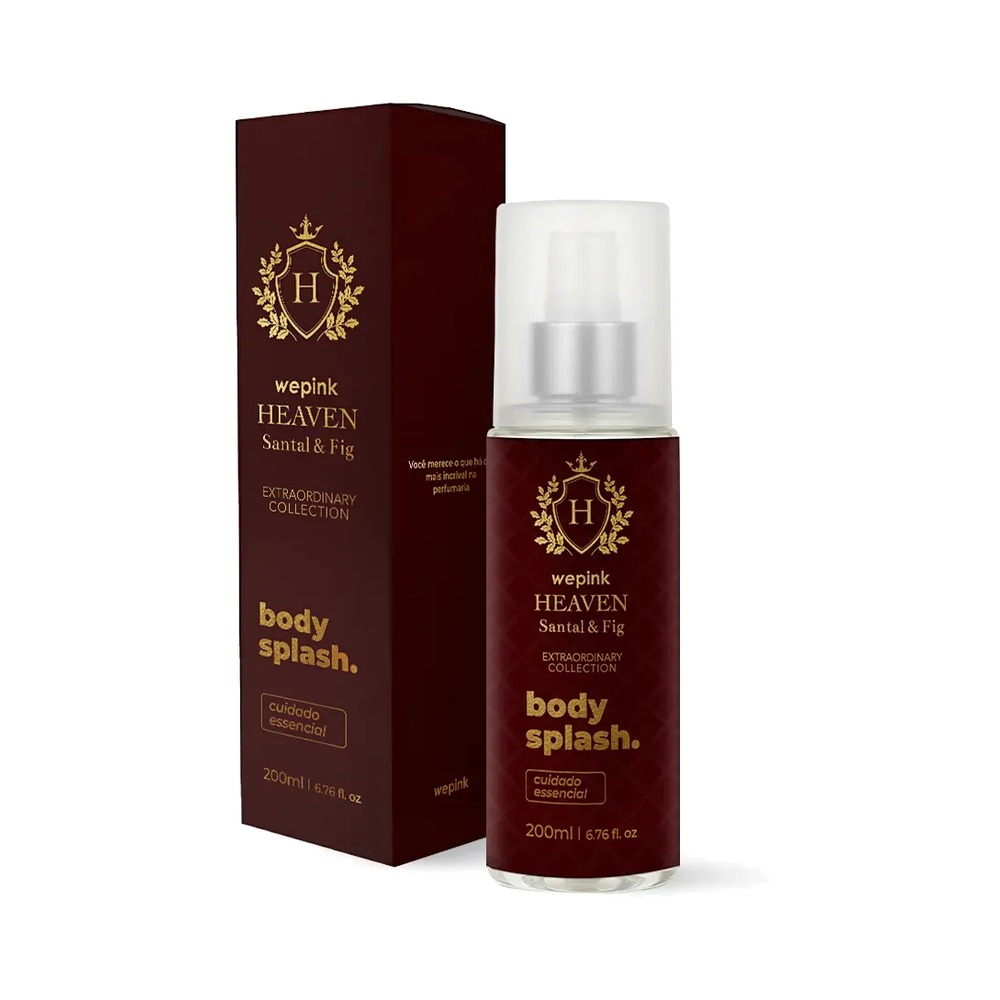 H
wepink
HEAVEN
Santal & Fig
EXTRAORDINARY
COLLECTION
body
splash.
cuidado
essencial
200ml | 6.76 fl. oz
Você merece o que há
mais incrível na
perfumaria
wepink
H
wepink
HEAVEN
Santal & Fig
EXTRAORDINARY
COLLECTION
body
splash.
cuidado
essencial
200ml | 6.76 fl. oz